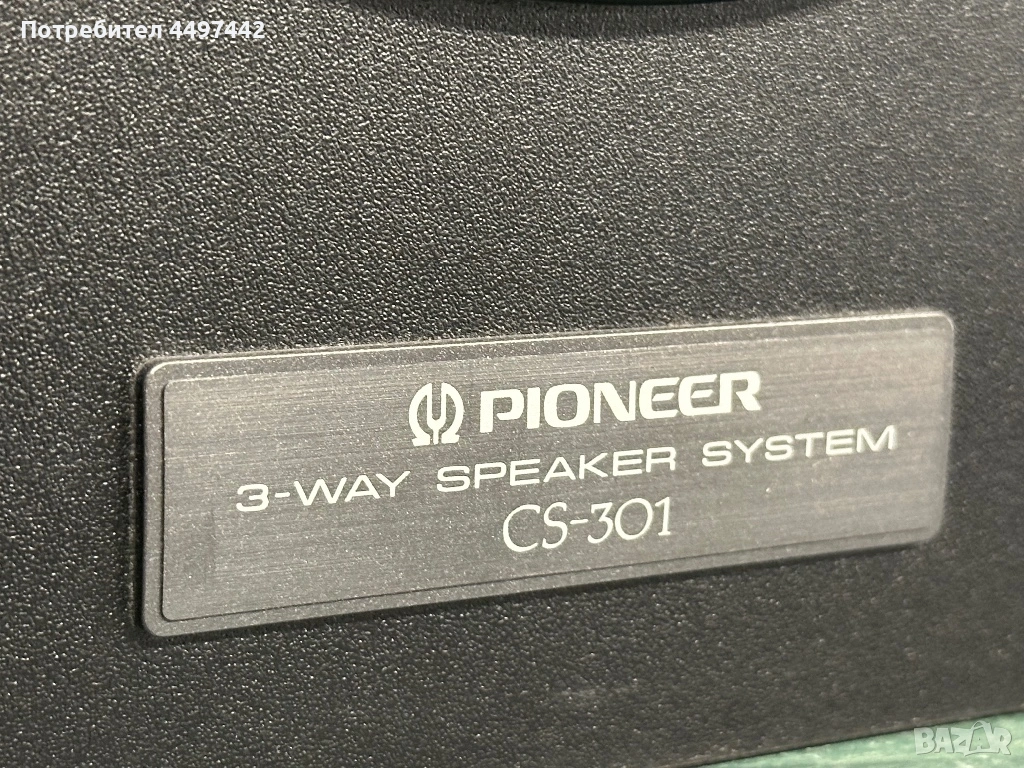 Потребител 4497442
PIONEER
3-WAY SPEAKER SYSTEM
CS-301
BAZAR